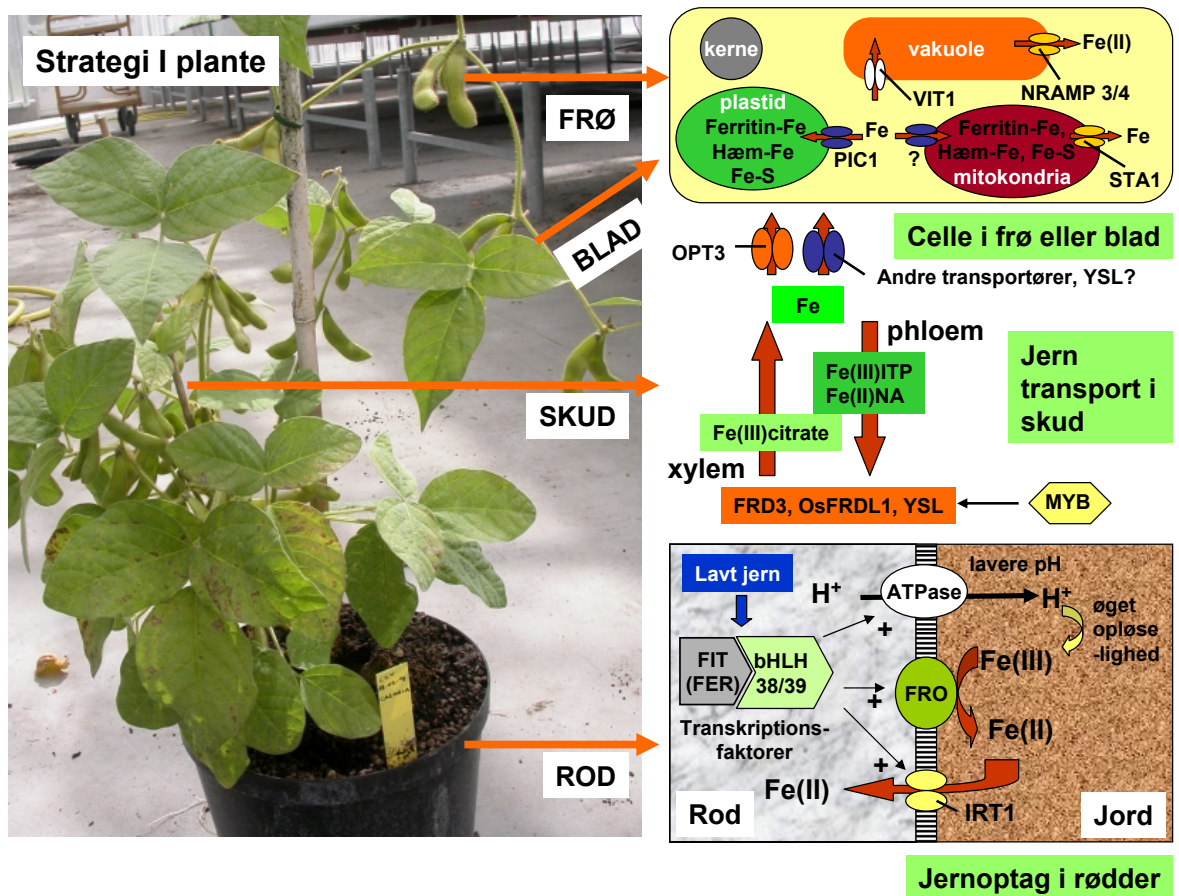 Strategi I plante
FRØ
BLAD
SKUD
ROD
kerne
vakuole
Fe(II)
VIT1
NRAMP 3/4
plastid
Ferritin-Fe
Hæm-Fe
Fe-S
Fe
PIC1
?
Ferritin-Fe,
Hæm-Fe, Fe-S
mitokondria
Fe
STA1
OPT3
Celle i frø eller blad
Andre transportører, YSL?
Fe
phloem
Fe(III)ITP
Fe(II)NA
Fe(III)citrate
xylem
Jern
transport i
skud
FRD3, OsFRDL1, YSL
MYB
Lavt jern
H+
ATPase
lavere pH
H+
øget
opløse
-lighed
+
FIT
(FER)
bHLH
38/39
+
FRO
Fe(III)
Fe(II)
Transkriptions-
faktorer
+
Fe(II)
IRT1
Rod
Jord
Jernoptag i rødder